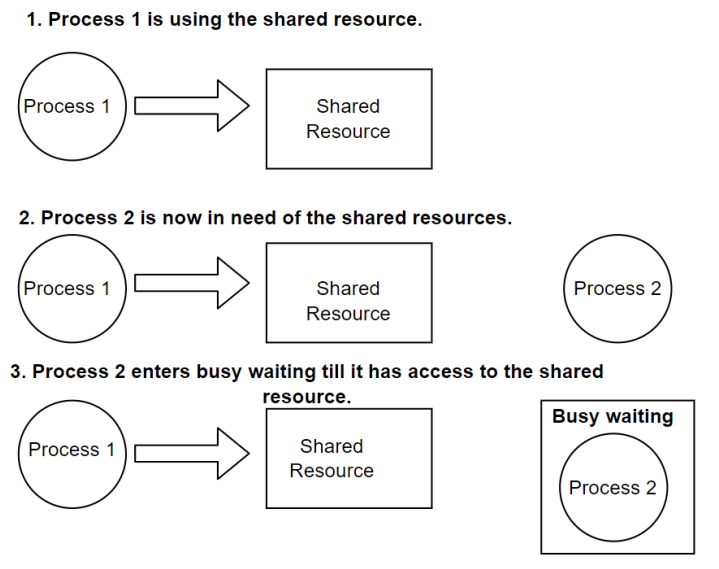 1. Process 1 is using the shared resource.
Process 1
Shared
Resource
2. Process 2 is now in need of the shared resources.
Process 1
Shared
Resource
Process 2
3. Process 2 enters busy waiting till it has access to the shared
resource.
Process 1
Shared
Resource
Busy waiting
Process 2